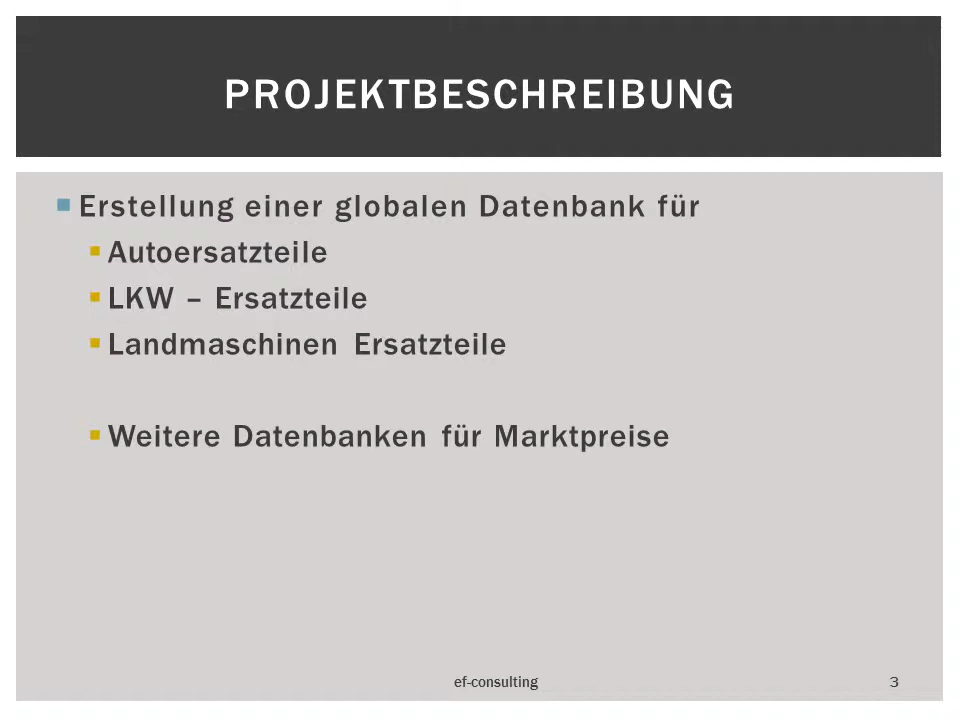 PROJEKTBESCHREIBUNG
Erstellung einer globalen Datenbank für
Autoersatzteile
LKW – Ersatzteile
Landmaschinen Ersatzteile
Weitere Datenbanken für Marktpreise
ef-consulting
3